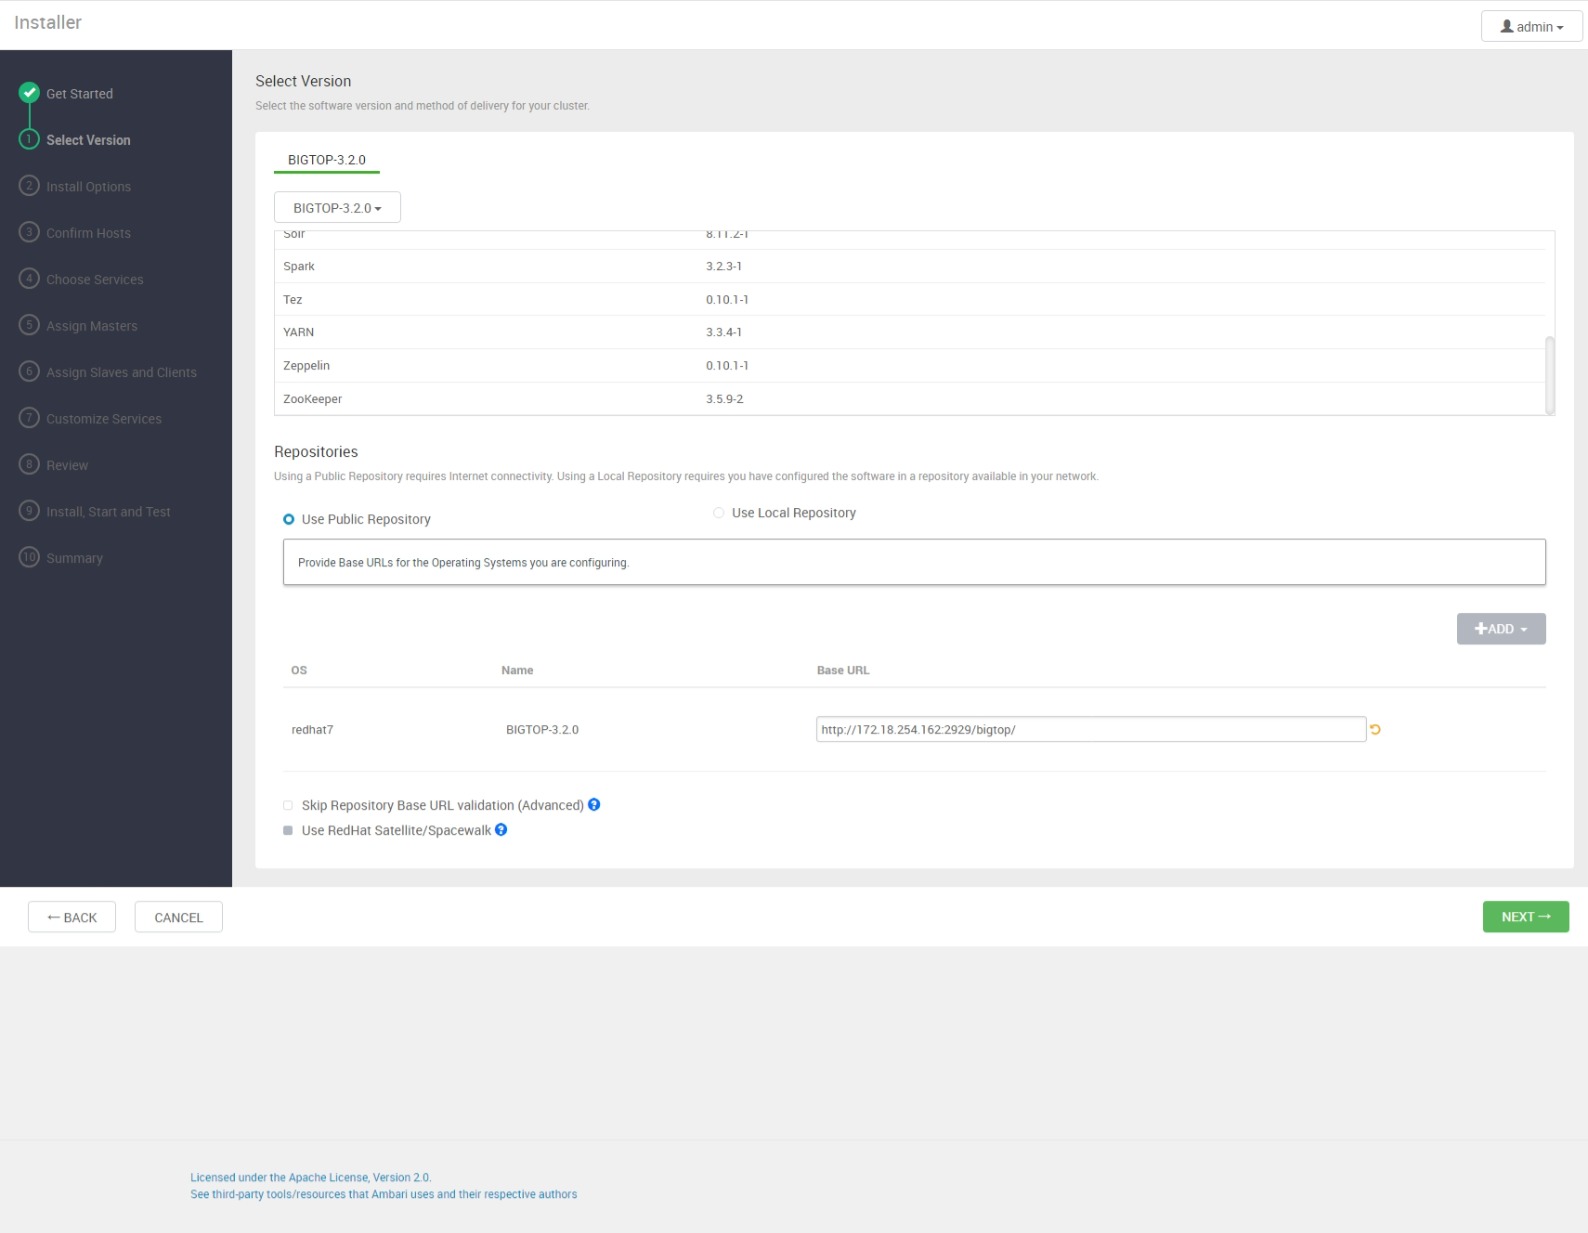 Installer
admin
Get Started
1 Select Version
2 Install Options
3 Confirm Hosts
4 Choose Services
5 Assign Masters
6 Assign Slaves and Clients
7 Customize Services
8 Review
9 Install, Start and Test
10 Summary
Select Version
Select the software version and method of delivery for your cluster.
BIGTOP-3.2.0
BIGTOP-3.2.0
Solr 8.11.2-1
Spark 3.2.3-1
Tez 0.10.1-1
YARN 3.3.4-1
Zeppelin 0.10.1-1
ZooKeeper 3.5.9-2
Repositories
Using a Public Repository requires Internet connectivity. Using a Local Repository requires you have configured the software in a repository available in your network.
Use Public Repository
Use Local Repository
Provide Base URLs for the Operating Systems you are configuring.
ADD
OS Name Base URL
redhat7 BIGTOP-3.2.0 http://172.18.254.162:2929/bigtop/
Skip Repository Base URL validation (Advanced) ?
Use RedHat Satellite/Spacewalk ?
← BACK
CANCEL
NEXT →
Licensed under the Apache License, Version 2.0.
See third-party tools/resources that Ambari uses and their respective authors